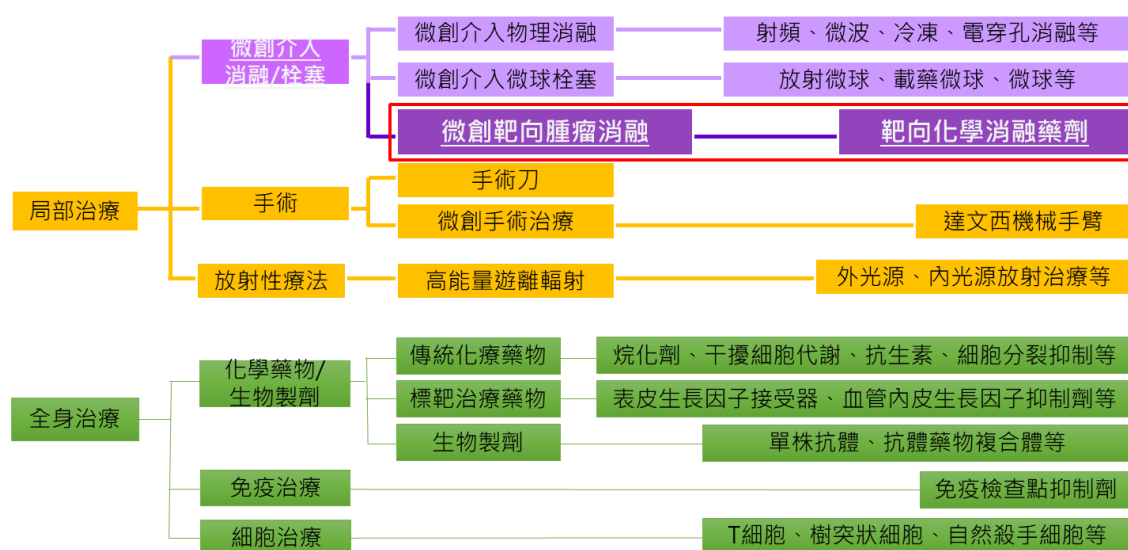 微創介入
消融/栓塞
微創介入物理消融
射頻、微波、冷凍、電穿孔消融等
微創介入微球栓塞
放射微球、載藥微球、微球等
微創靶向腫瘤消融
靶向化學消融藥劑
局部治療
手術
手術刀
微創手術治療
達文西機械手臂
放射性療法
高能量遊離輻射
外光源、內光源放射治療等
全身治療
化學藥物/
生物製劑
傳統化療藥物
烷化劑、干擾細胞代謝、抗生素、細胞分裂抑制等
標靶治療藥物
表皮生長因子接受器、血管內皮生長因子抑制劑等
生物製劑
單株抗體、抗體藥物複合體等
免疫治療
免疫檢查點抑制劑
細胞治療
T細胞、樹突狀細胞、自然殺手細胞等